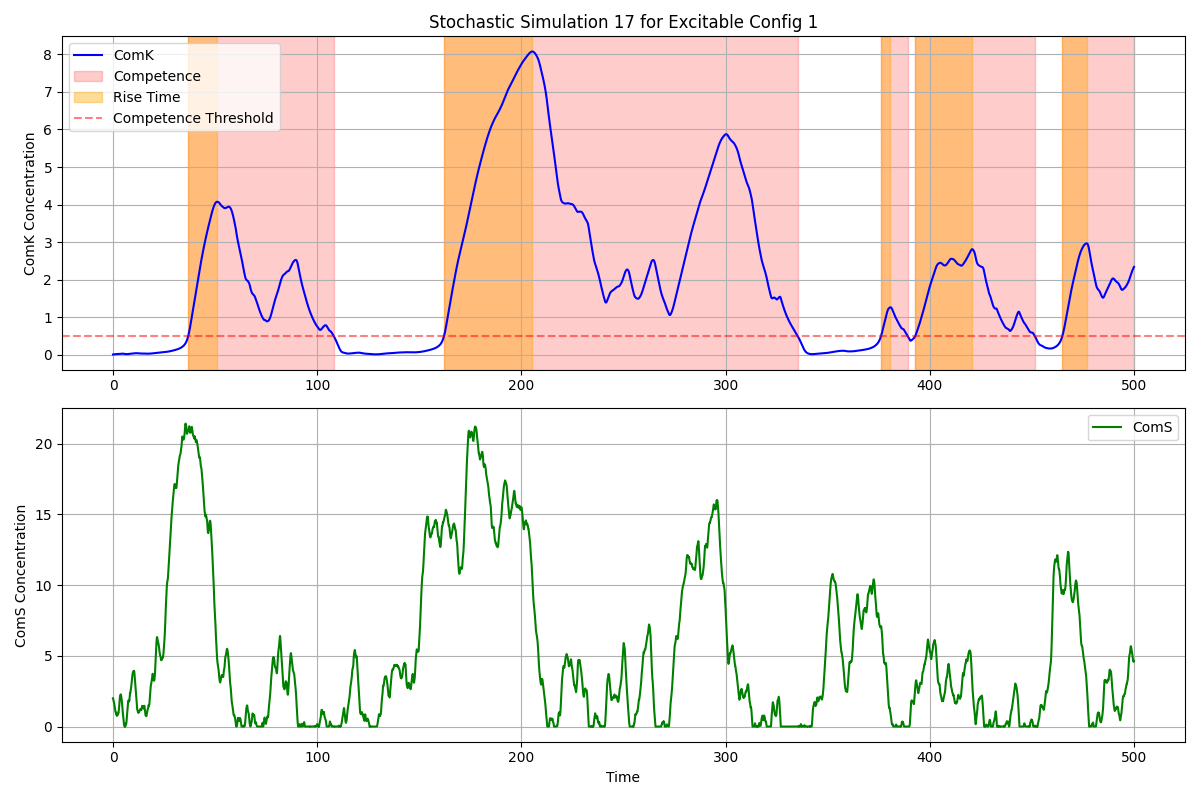 Stochastic Simulation 17 for Excitable Config 1
ComK Concentration
8
7
6
5
4
3
2
1
0
ComK
Competence
Rise Time
Competence Threshold
0 100 200 300 400 500
ComS Concentration
20
15
10
5
0
ComS
0 100 200 300 400 500
Time